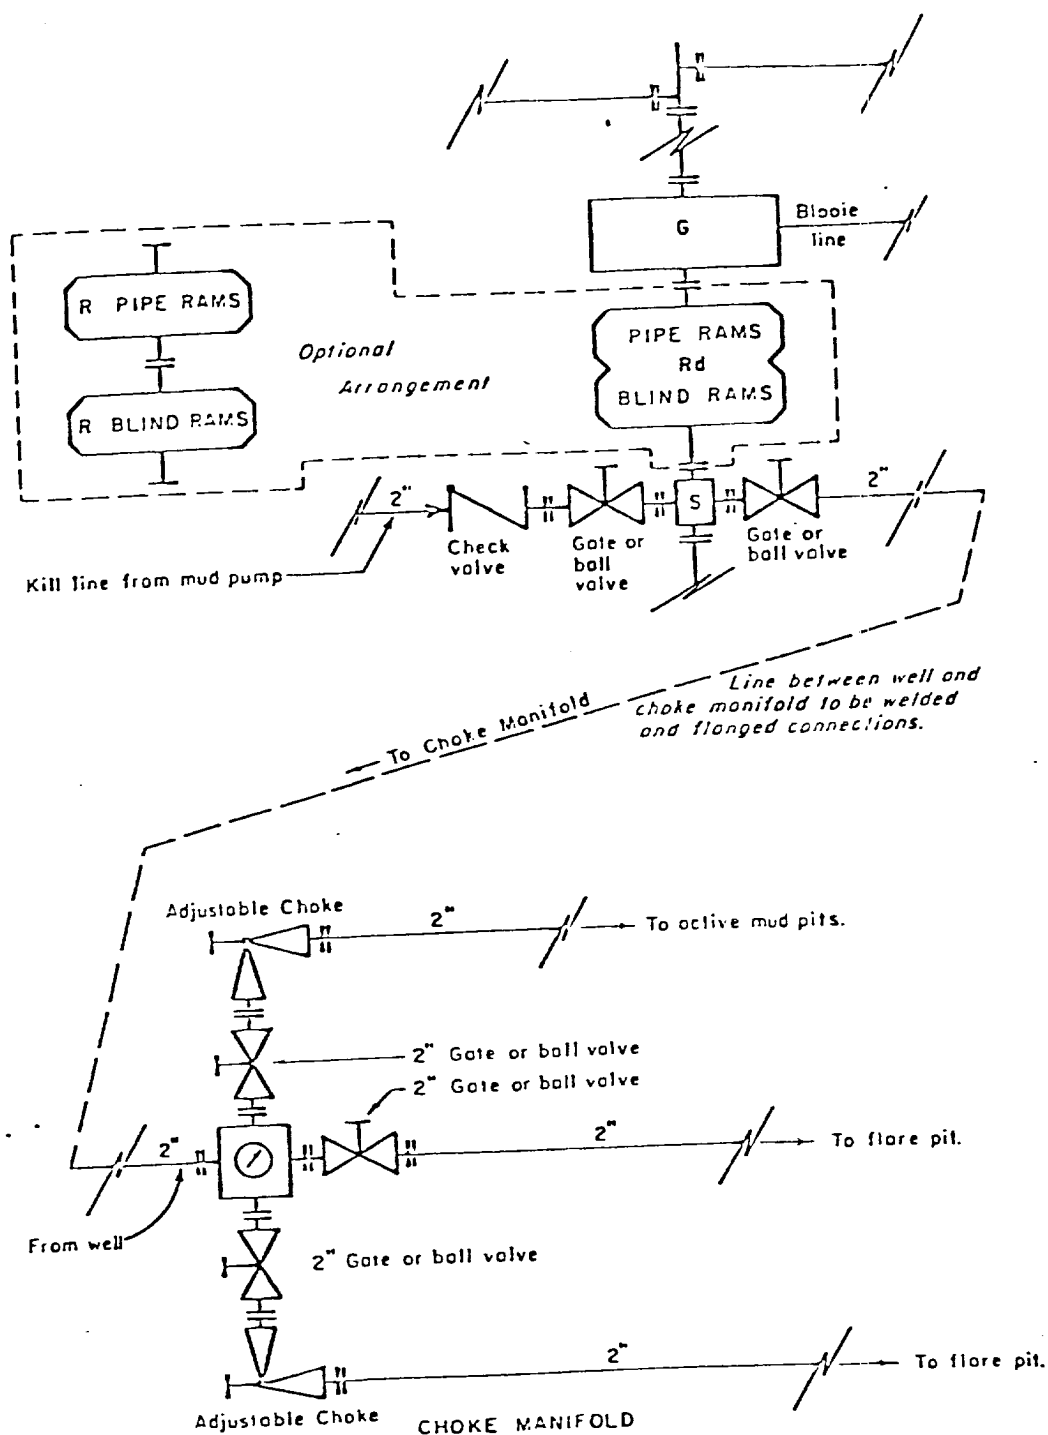 G
Blooie
line
R PIPE RAMS
R BLIND RAMS
Optional
Arrangement
PIPE RAMS
Rd
BLIND RAMS
2"
Check
valve
Gate or
ball
valve
S
Gate or
ball valve
2"
Kill line from mud pump
Line between well and
choke manifold to be welded
and flanged connections.
To Choke Manifold
Adjustable Choke
2"
To active mud pits.
2" Gate or ball valve
2" Gate or ball valve
2"
2"
To flare pit.
From well
2" Gate or ball valve
2"
To flare pit.
Adjustable Choke
CHOKE MANIFOLD